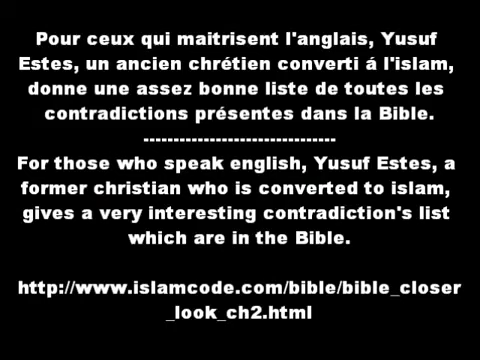 Pour ceux qui maitrisent l'anglais, Yusuf
Estes, un ancien chrétien converti á l'islam,
donne une assez bonne liste de toutes les
contradictions présentes dans la Bible.
--------------------------------
For those who speak english, Yusuf Estes, a
former christian who is converted to islam,
gives a very interesting contradiction's list
which are in the Bible.
http://www.islamcode.com/bible/bible_closer
_look_ch2.html